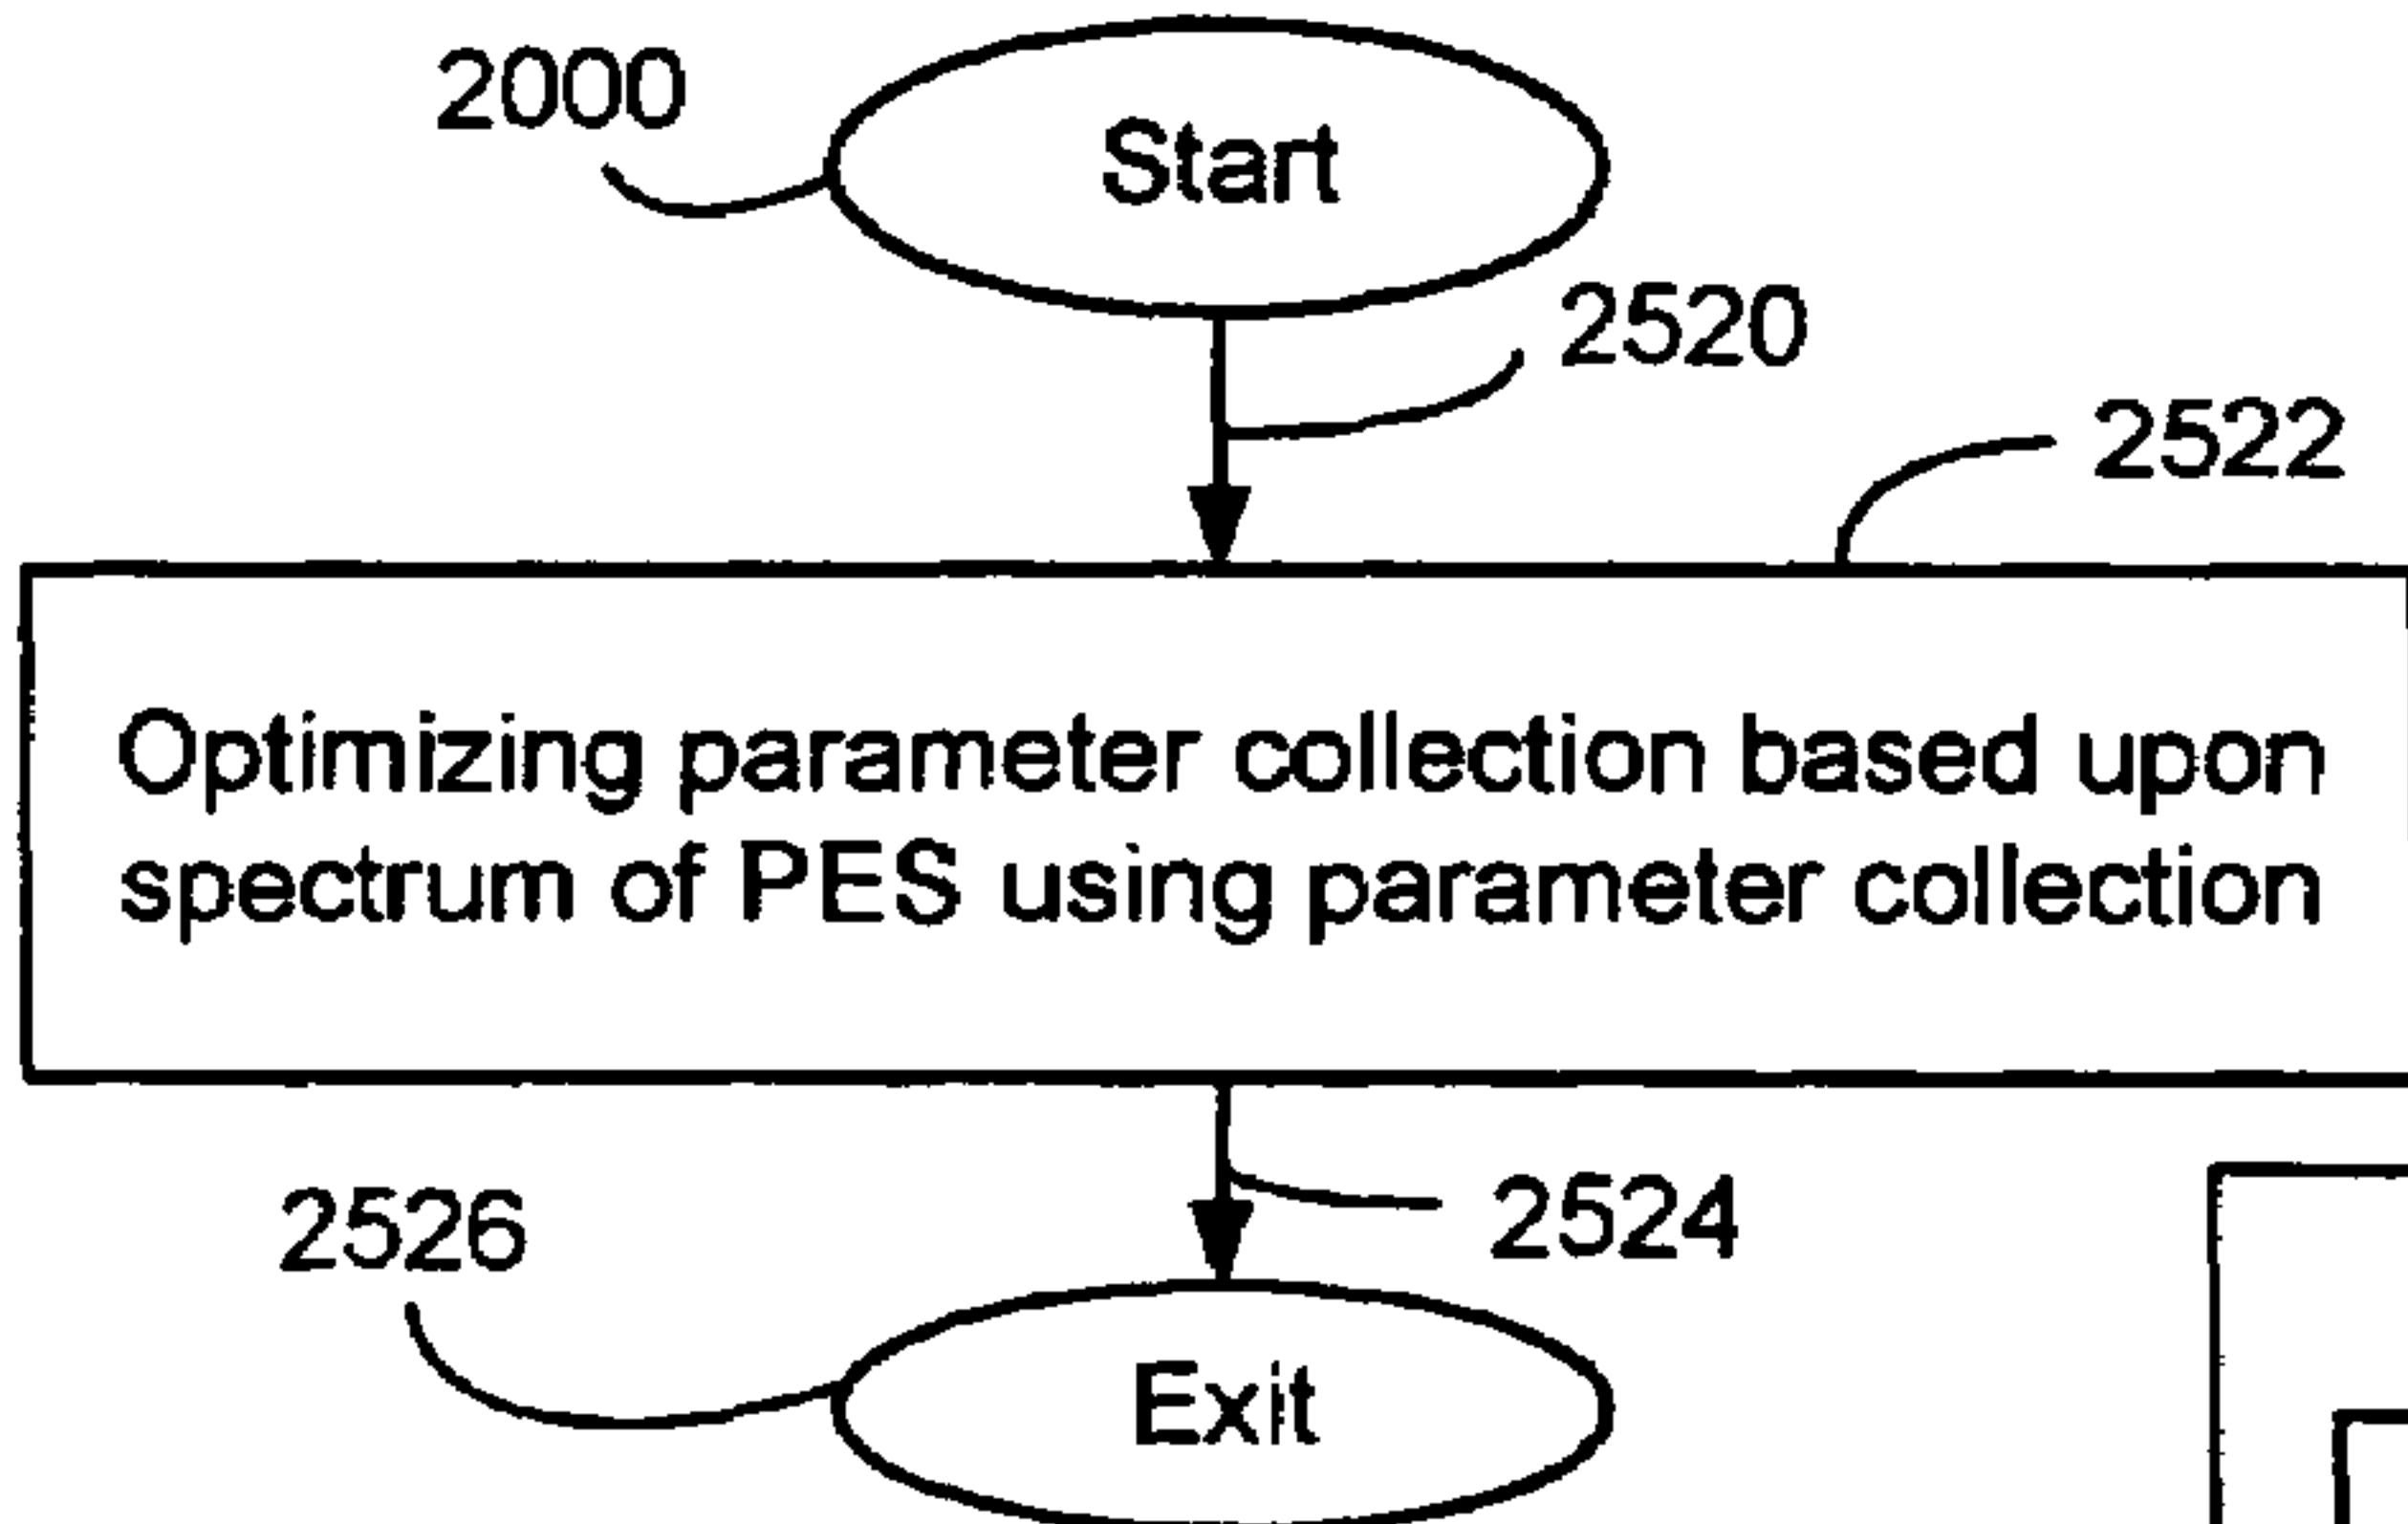 2000
Start
2520
2522
Optimizing parameter collection based upon
spectrum of PES using parameter collection
2526
2524
Exit